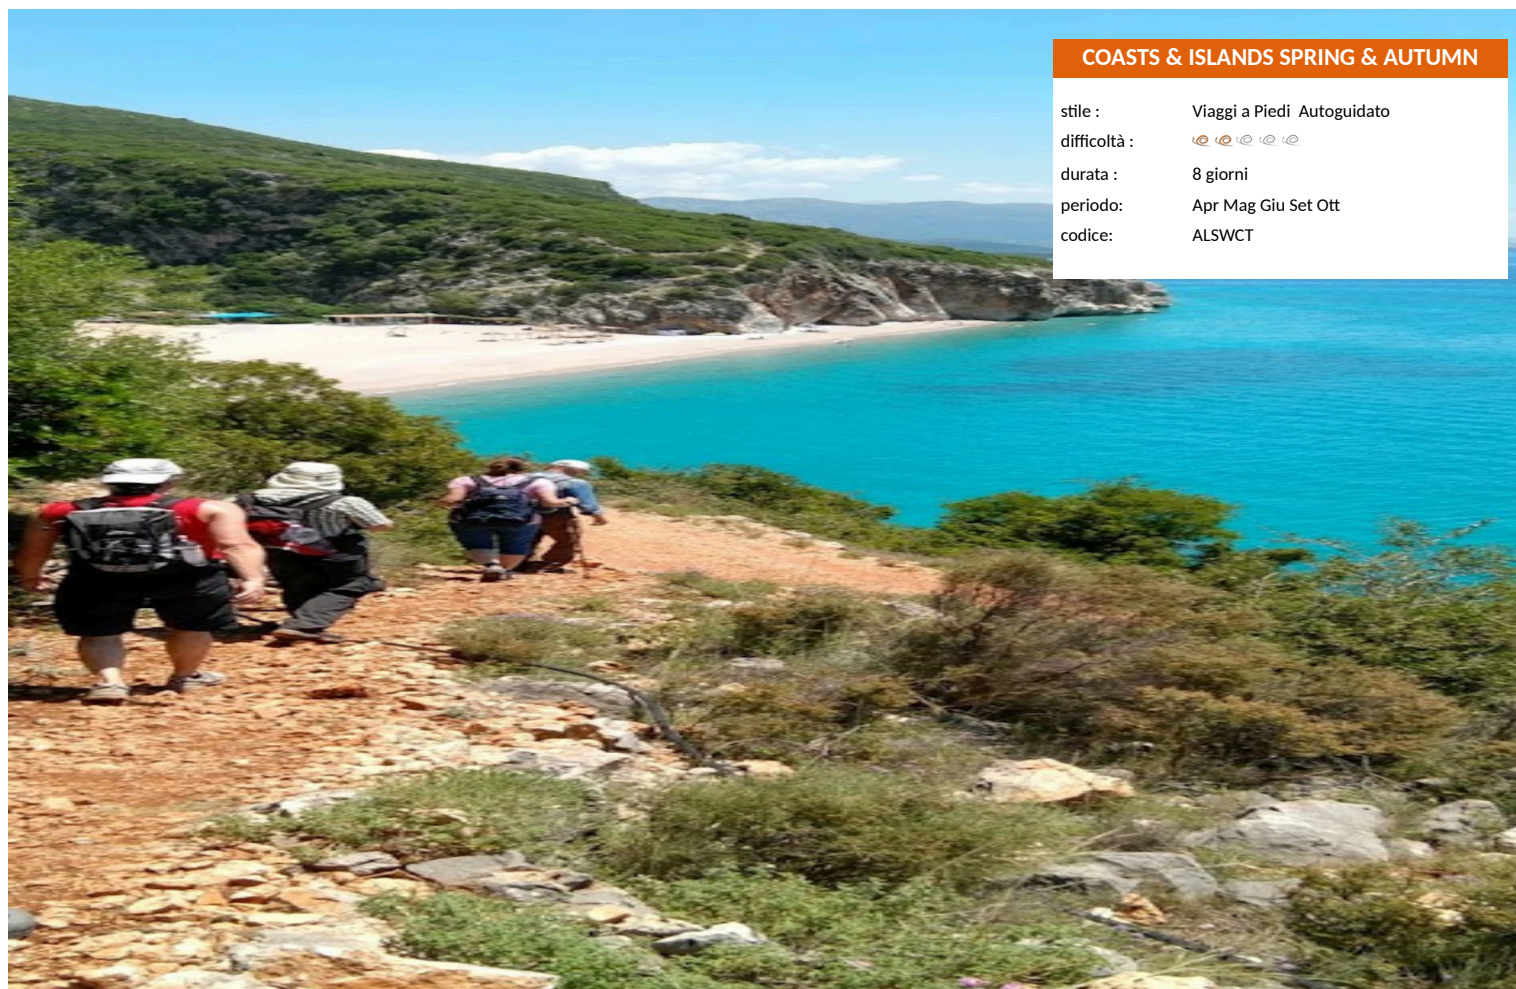 COASTS & ISLANDS SPRING & AUTUMN
stile : Viaggi a Piedi Autoguidato
difficoltà :
durata : 8 giorni
periodo: Apr Mag Giu Set Ott
codice: ALSWCT